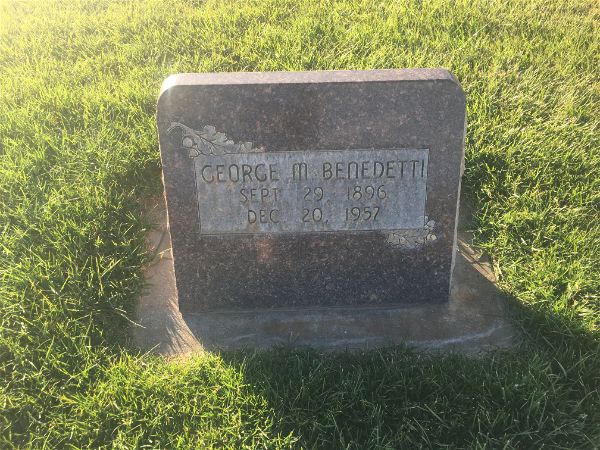 GEORGE M BENEDETTI
SEPT 29, 1896
DEC 20, 1957